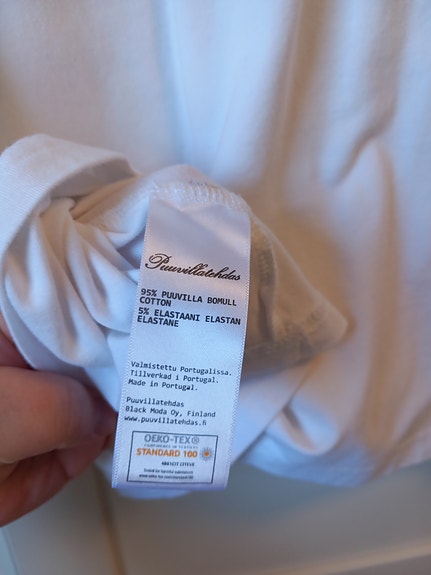 Puuvillatehdas
95% PUUVILLA BOMULL
COTTON
5% ELASTAANI ELASTAN
ELASTANE
Valmistettu Portugalissa.
Tillverkad i Portugal.
Made in Portugal.
Puuvillatehdas
Black Moda Oy, Finland
www.puuvillatehdas.fi
OEKO-TEX®
STANDARD 100